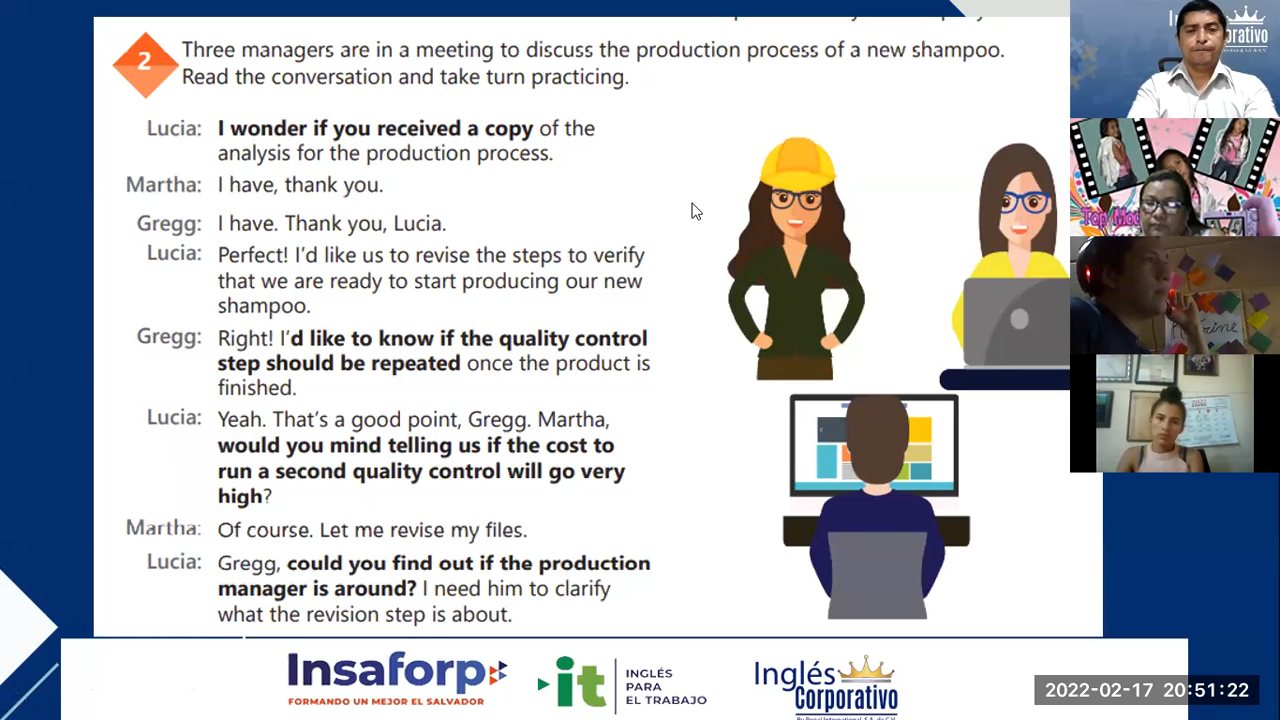 2
Three managers are in a meeting to discuss the production process of a new shampoo.
Read the conversation and take turn practicing.
Lucia: I wonder if you received a copy of the
analysis for the production process.
Martha: I have, thank you.
Gregg: I have. Thank you, Lucia.
Lucia: Perfect! I'd like us to revise the steps to verify
that we are ready to start producing our new
shampoo.
Gregg: Right! I'd like to know if the quality control
step should be repeated once the product is
finished.
Lucia: Yeah. That's a good point, Gregg. Martha,
would you mind telling us if the cost to
run a second quality control will go very
high?
Martha: Of course. Let me revise my files.
Lucia: Gregg, could you find out if the production
manager is around? I need him to clarify
what the revision step is about.
Insaforp
FORMANDO UN MEJOR EL SALVADOR
it
INGLÉS
PARA
EL TRABAJO
Inglés
Corporativo
2022-02-17 20:51:22